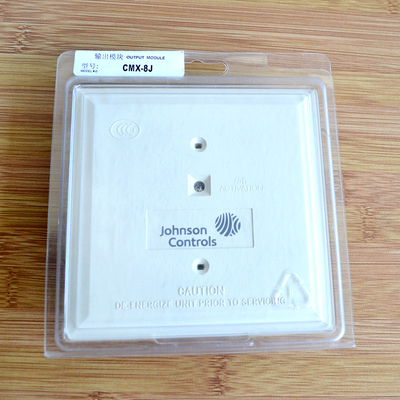 输出模块 OUTPUT MODULE
型号: CMX-8J
MODEL NO.
CCC
ACTIVATION
Johnson
Controls
CAUTION
DE-ENERGIZE UNIT PRIOR TO SERVICING